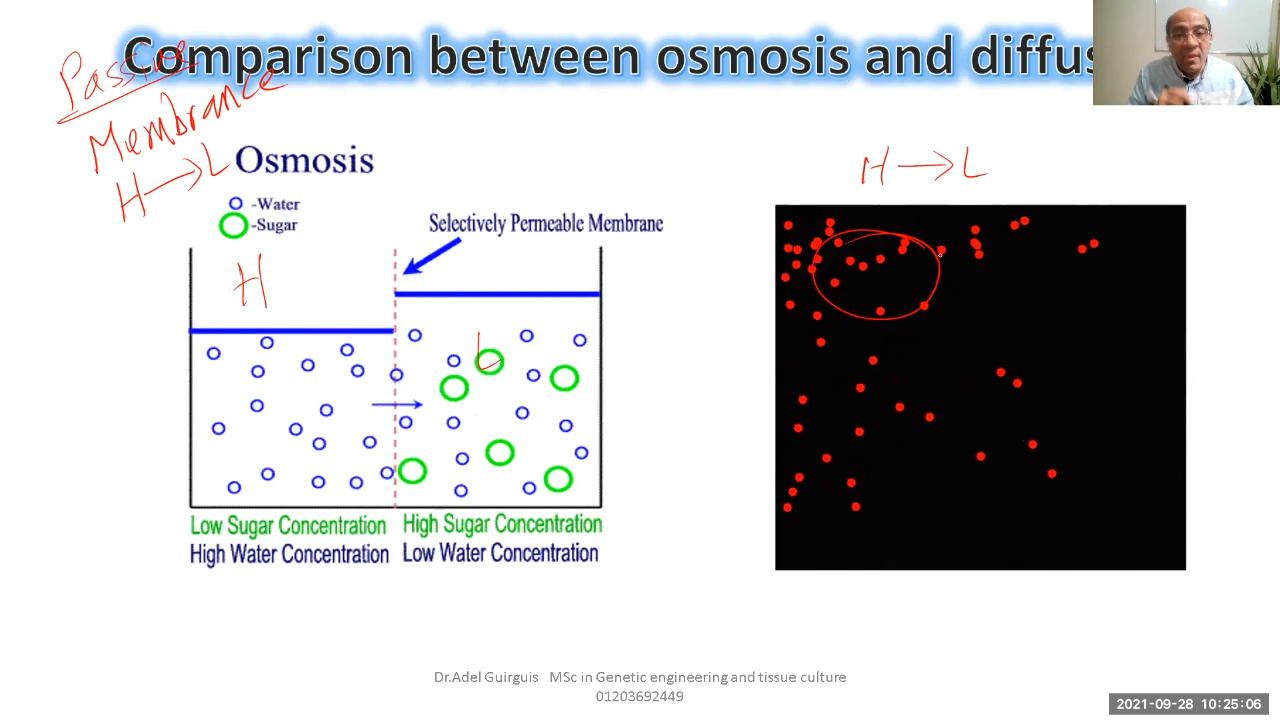 Comparison between osmosis and diffus
Passive
Membrance
H → L
Osmosis
-Water
-Sugar
Selectively Permeable Membrane
H
L
Low Sugar Concentration
High Water Concentration
High Sugar Concentration
Low Water Concentration
H → L
Dr.Adel Guirguis MSc in Genetic engineering and tissue culture
01203692449
2021-09-28 10:25:06